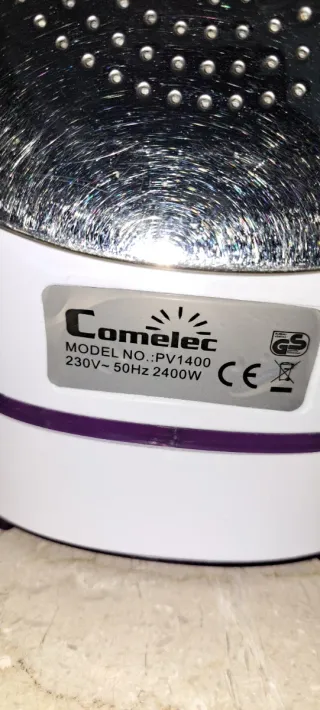 Comelec
MODEL NO.:PV1400
230V~ 50Hz 2400W
CE
GS